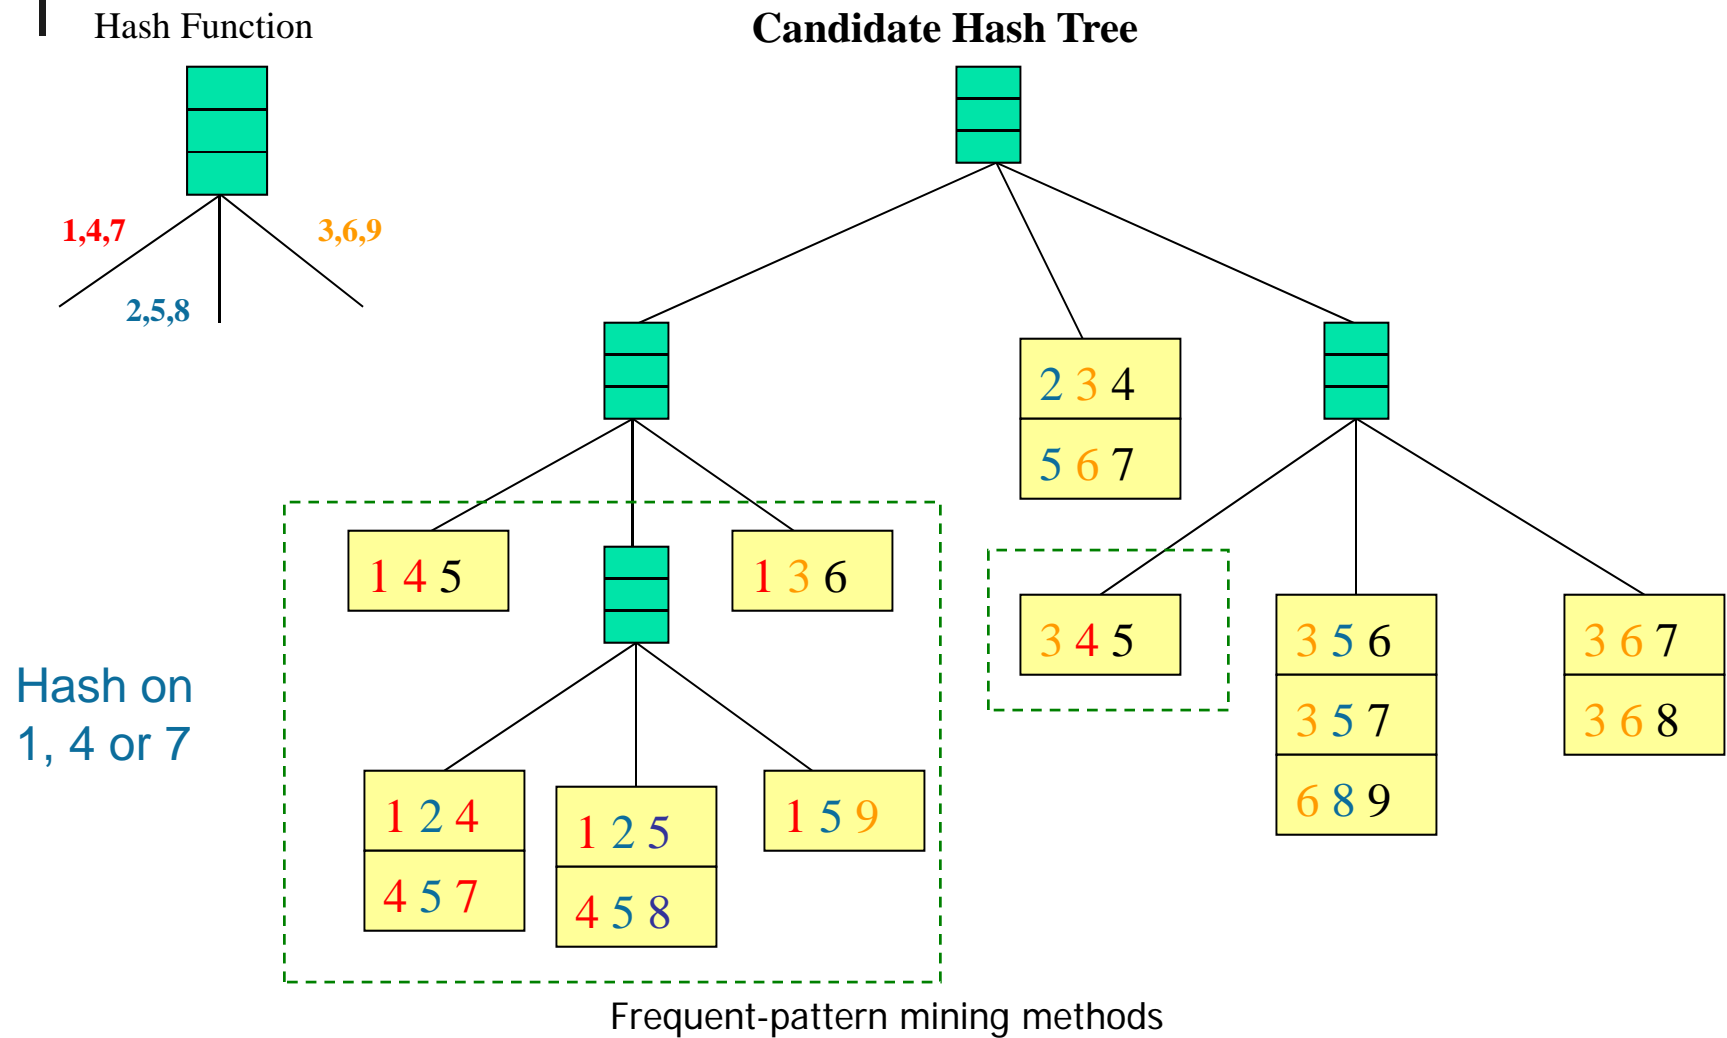 Hash Function
Candidate Hash Tree
1,4,7
3,6,9
2,5,8
2 3 4
5 6 7
1 4 5
1 3 6
3 4 5
3 5 6
3 6 7
3 5 7
3 6 8
6 8 9
Hash on
1, 4 or 7
1 2 4
1 2 5
1 5 9
4 5 7
4 5 8
Frequent-pattern mining methods